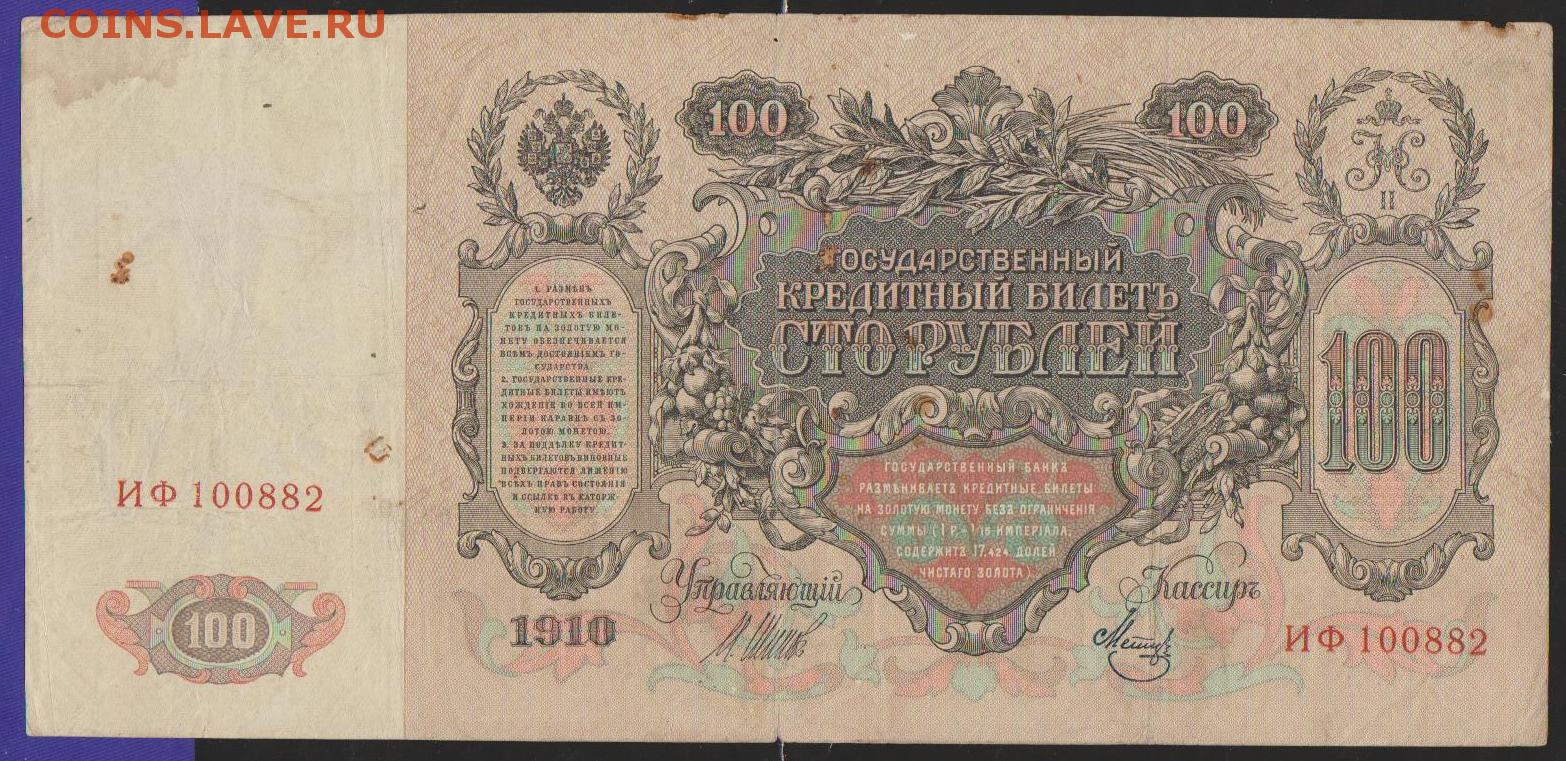 COINS.LAVE.RU
100
100
II
ГОСУДАРСТВЕННЫЙ
КРЕДИТНЫЙ БИЛЕТЪ
СТО РУБЛЕЙ
1. РАЗМѢНЪ
ГОСУДАРСТВЕННЫХЪ
КРЕДИТНЫХЪ БИЛЕ-
ТОВЪ НА ЗОЛОТУЮ МО-
НЕТУ ОБЕЗПЕЧИВАЕТСЯ
ВСѢМЪ ДОСТОЯНІЕМЪ ГО-
СУДАРСТВА
2. ГОСУДАРСТВЕННЫЕ КРЕ-
ДИТНЫЕ БИЛЕТЫ ИМѢЮТЪ
ХОЖДЕНІЕ ВО ВСЕЙ ИМ-
ПЕРІИ НАРАВНѢ СЪ ЗО-
ЛОТОЮ МОНЕТОЮ.
3. ЗА ПОДДѢЛКУ КРЕДИТ-
НЫХЪ БИЛЕТОВЪ ВИНОВНЫЕ
ПОДВЕРГАЮТСЯ ЛИШЕНІЮ
ВСѢХЪ ПРАВЪ СОСТОЯНІЯ
И ССЫЛКѢ ВЪ КАТОРЖ-
НУЮ РАБОТУ
100
ГОСУДАРСТВЕННЫЙ БАНКЪ
РАЗМѢНИВАЕТЪ КРЕДИТНЫЕ БИЛЕТЫ
НА ЗОЛОТУЮ МОНЕТУ БЕЗЪ ОГРАНИЧЕНІЯ
СУММЫ (1 Р.= 1/15 ИМПЕРІАЛА,
СОДЕРЖИТЪ 17,424 ДОЛЕЙ
ЧИСТАГО ЗОЛОТА)
ИФ 100882
Управляющій
Кассиръ
100
1910
И Шипов
Метц
ИФ 100882